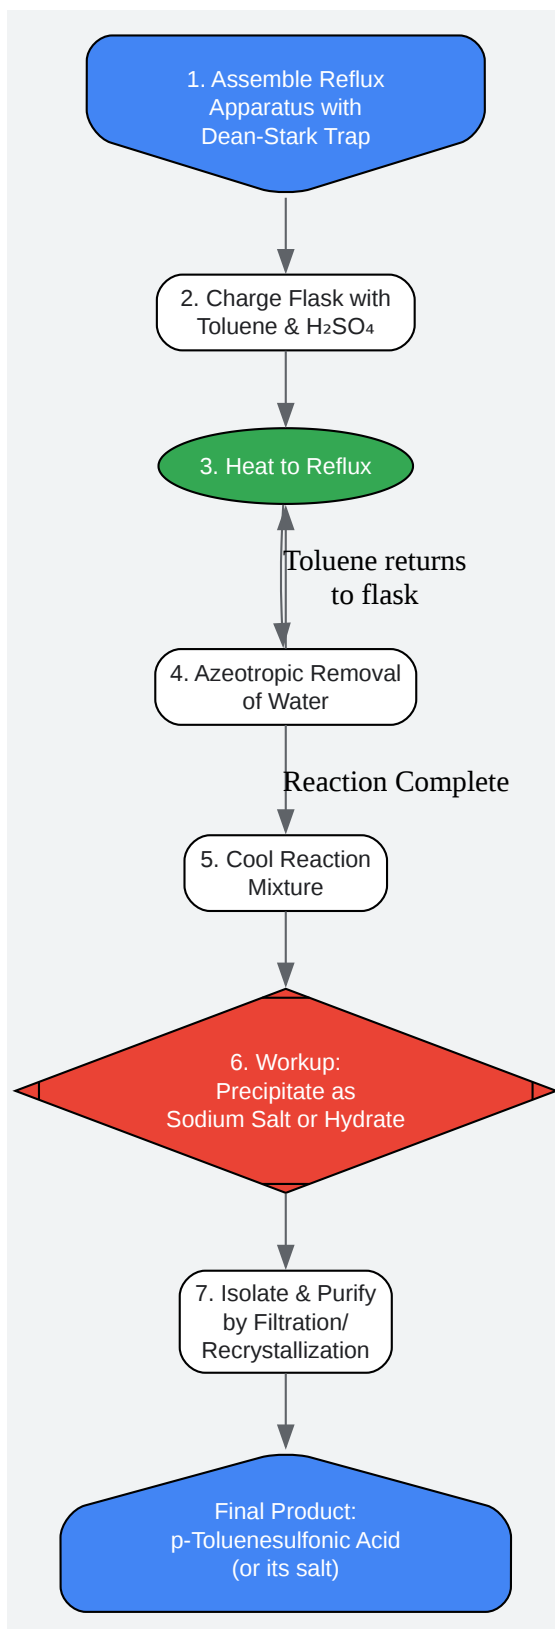 1. Assemble Reflux
Apparatus with
Dean-Stark Trap
2. Charge Flask with
Toluene & H₂SO₄
3. Heat to Reflux
Toluene returns
to flask
4. Azeotropic Removal
of Water
Reaction Complete
5. Cool Reaction
Mixture
6. Workup:
Precipitate as
Sodium Salt or Hydrate
7. Isolate & Purify
by Filtration/
Recrystallization
Final Product:
p-Toluenesulfonic Acid
(or its salt)